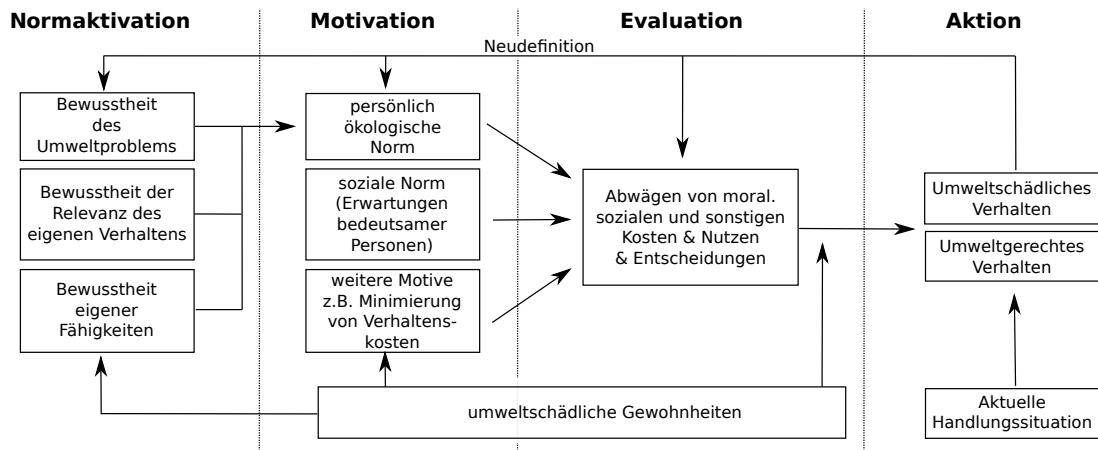 Normaktivation
Motivation
Evaluation
Aktion
Neudefinition
Bewusstheit
des
Umweltproblems
Bewusstheit der
Relevanz des
eigenen Verhaltens
Bewusstheit
eigener
Fähigkeiten
persönlich
ökologische
Norm
soziale Norm
(Erwartungen
bedeutsamer
Personen)
weitere Motive
z.B. Minimierung
von Verhaltens-
kosten
Abwägen von moral.
sozialen und sonstigen
Kosten & Nutzen
& Entscheidungen
Umweltschädliches
Verhalten
Umweltgerechtes
Verhalten
umweltschädliche Gewohnheiten
Aktuelle
Handlungssituation